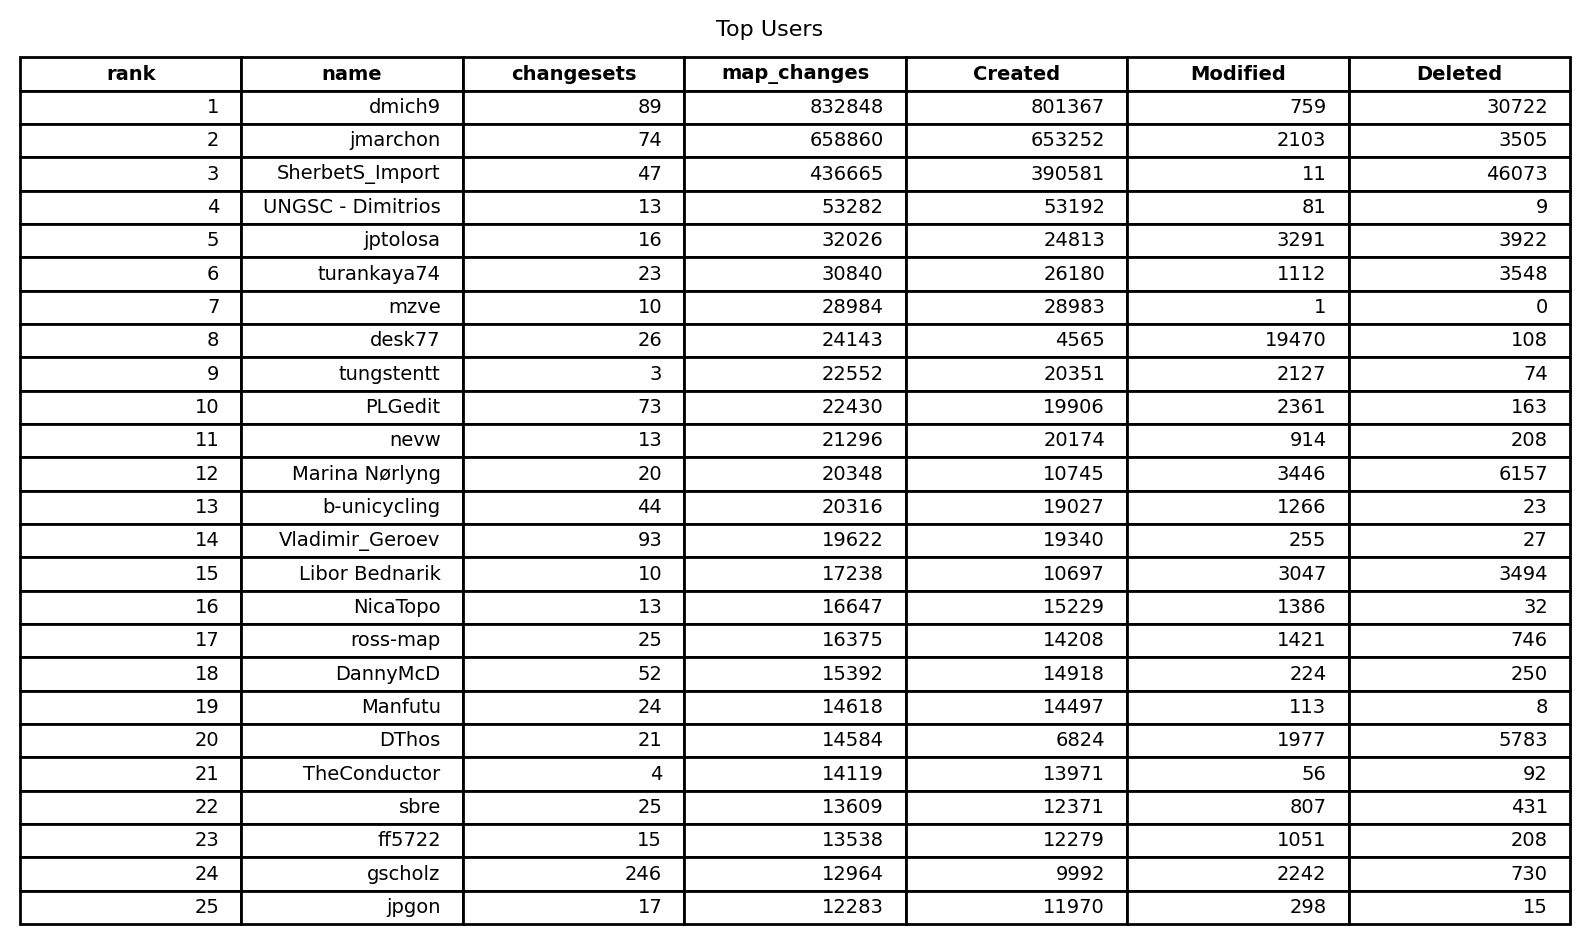 Top Users
rank name changesets map_changes Created Modified Deleted
1 dmich9 89 832848 801367 759 30722
2 jmarchon 74 658860 653252 2103 3505
3 SherbetS_Import 47 436665 390581 11 46073
4 UNGSC - Dimitrios 13 53282 53192 81 9
5 jptolosa 16 32026 24813 3291 3922
6 turankaya74 23 30840 26180 1112 3548
7 mzve 10 28984 28983 1 0
8 desk77 26 24143 4565 19470 108
9 tungstentt 3 22552 20351 2127 74
10 PLGedit 73 22430 19906 2361 163
11 nevw 13 21296 20174 914 208
12 Marina Nørlyng 20 20348 10745 3446 6157
13 b-unicycling 44 20316 19027 1266 23
14 Vladimir_Geroev 93 19622 19340 255 27
15 Libor Bednarik 10 17238 10697 3047 3494
16 NicaTopo 13 16647 15229 1386 32
17 ross-map 25 16375 14208 1421 746
18 DannyMcD 52 15392 14918 224 250
19 Manfutu 24 14618 14497 113 8
20 DThos 21 14584 6824 1977 5783
21 TheConductor 4 14119 13971 56 92
22 sbre 25 13609 12371 807 431
23 ff5722 15 13538 12279 1051 208
24 gscholz 246 12964 9992 2242 730
25 jpgon 17 12283 11970 298 15